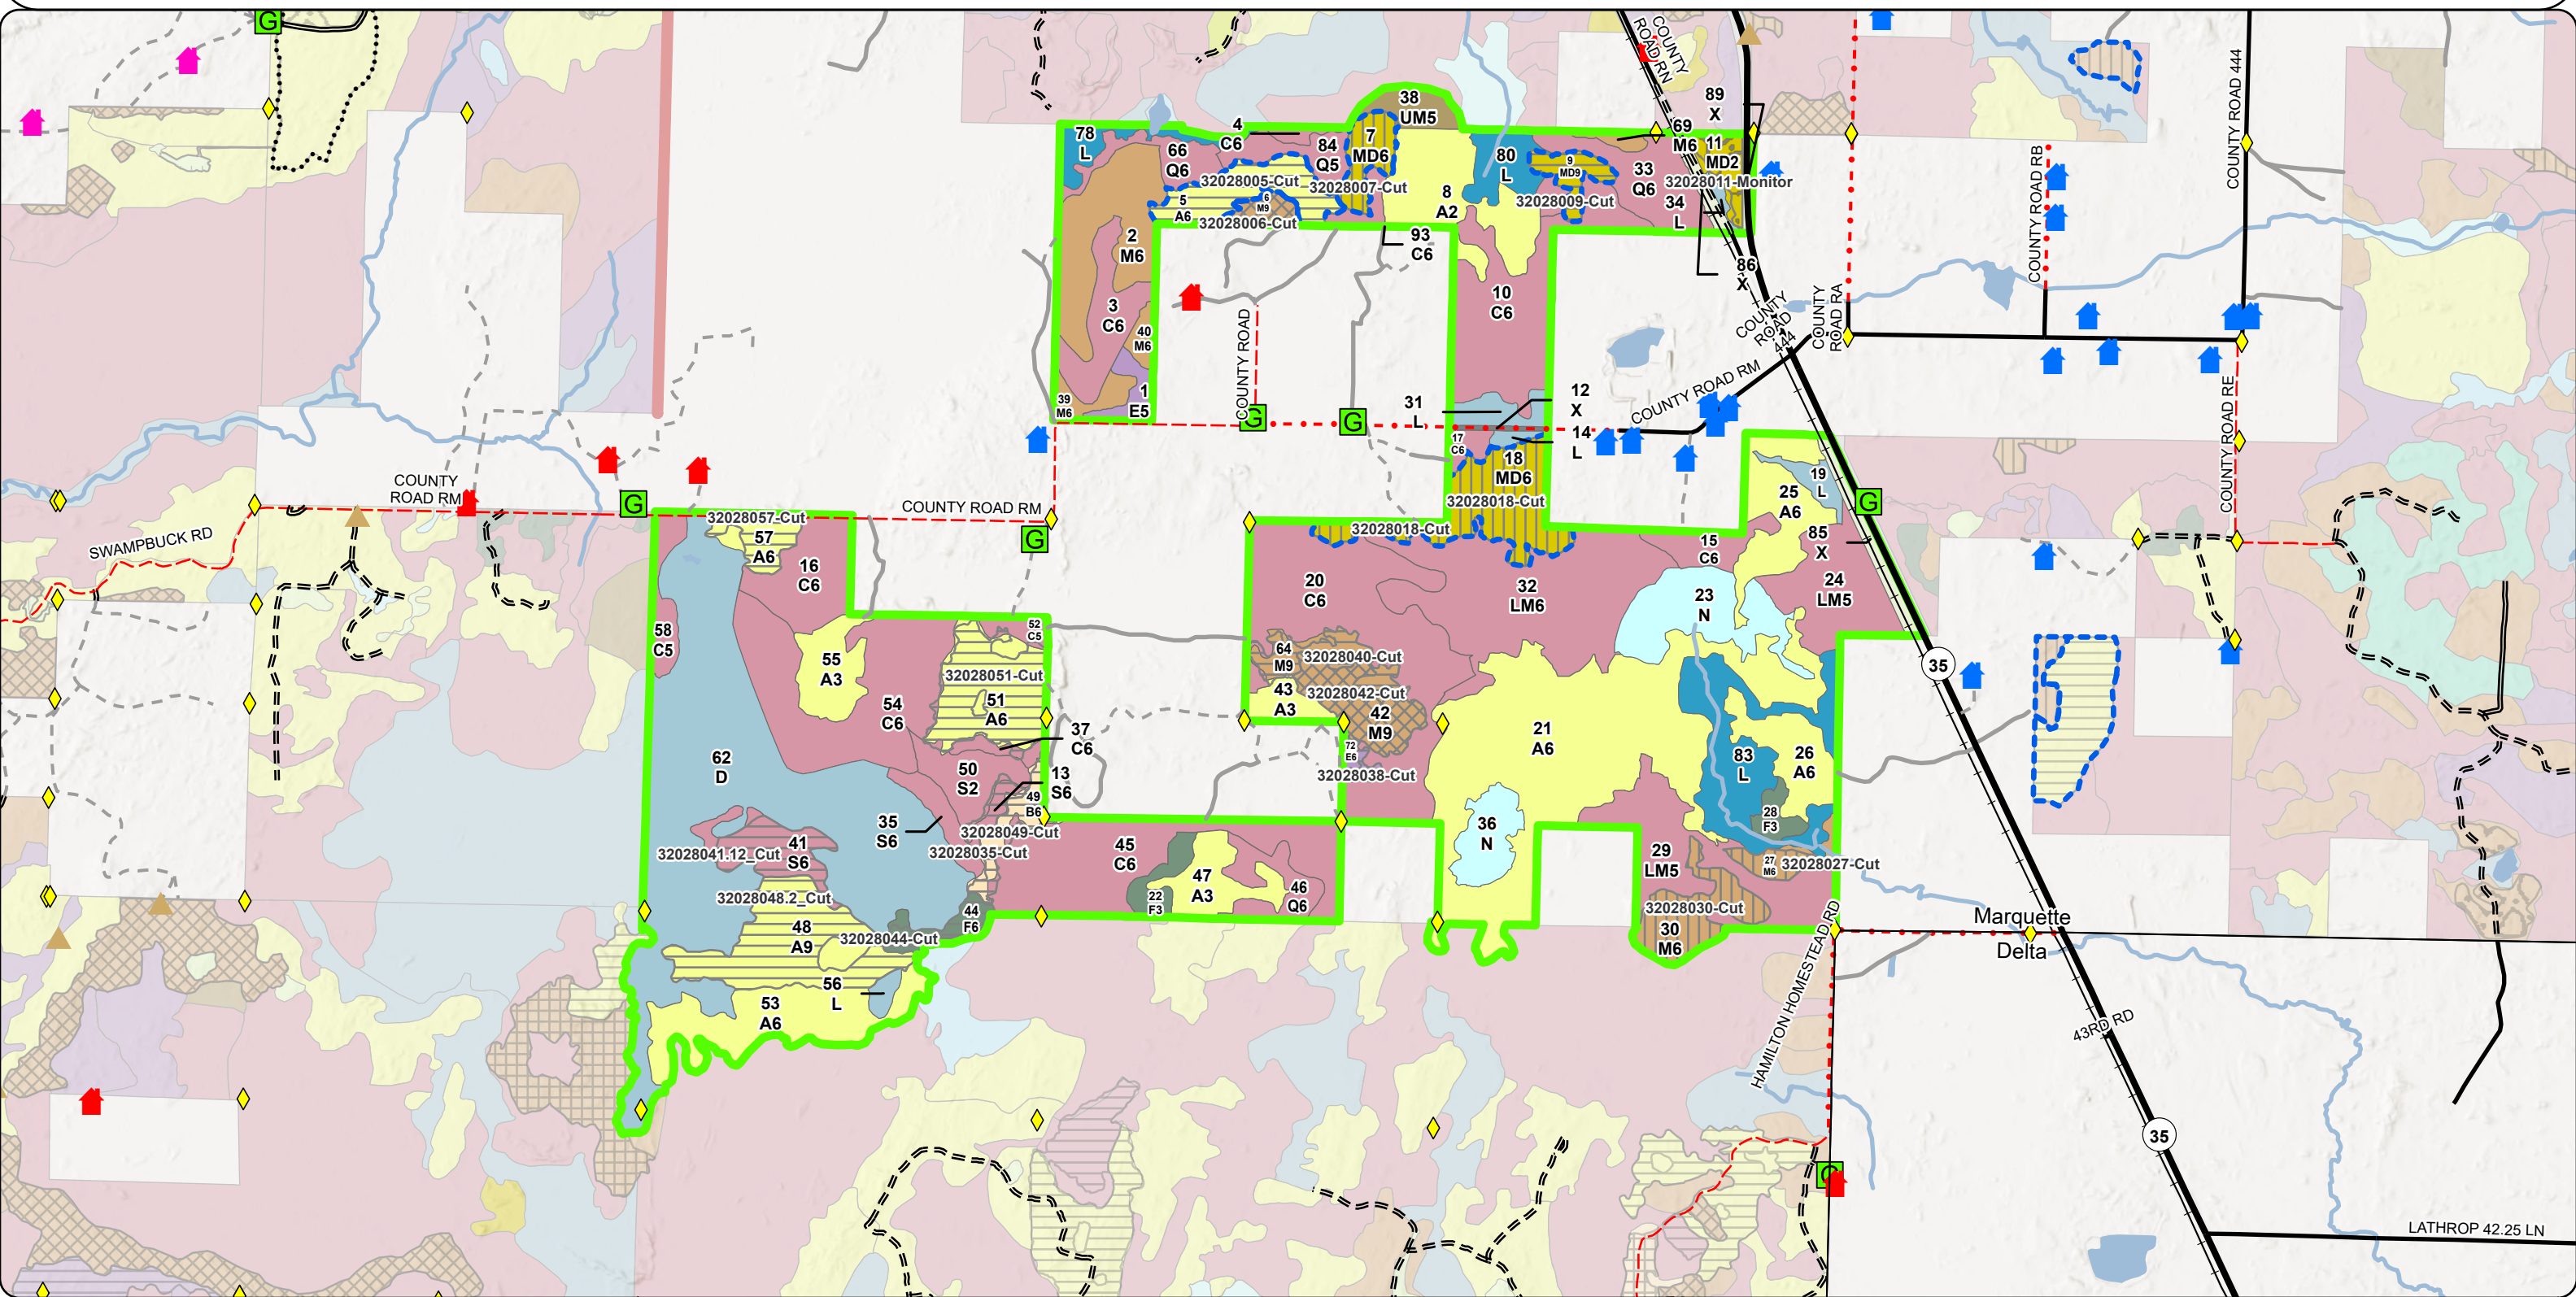 G
COUNTY
ROAD RN
COUNTY ROAD 444
38
UM5
89
X
78
L
4
C6
84
Q5
7
MD6
80
L
9
MD9
69
M6
11
MD2
66
Q6
32028005-Cut
32028007-Cut
33
Q6
32028011-Monitor
5
A6
6
M9
32028006-Cut
8
A2
32028009-Cut
34
L
COUNTY ROAD RB
2
M6
93
C6
86
X
3
C6
10
C6
40
M6
COUNTY ROAD
COUNTY
ROAD
444
COUNTY
ROAD RA
1
E5
39
M6
G
G
31
L
12
X
COUNTY ROAD RM
14
L
17
C6
18
MD6
COUNTY ROAD RE
COUNTY
ROAD RM
G
COUNTY ROAD RM
32028018-Cut
32028018-Cut
19
L
25
A6
G
SWAMPBUCK RD
32028057-Cut
57
A6
G
16
C6
15
C6
85
X
20
C6
32
LM6
24
LM5
23
N
58
C5
52
C5
55
A3
32028051-Cut
51
A6
54
C6
64
M9
32028040-Cut
43
A3
32028042-Cut
42
M9
35
37
C6
72
E6
32028038-Cut
21
A6
62
D
50
S2
13
S6
49
B6
83
L
26
A6
28
F3
35
S6
32028049-Cut
32028035-Cut
36
N
41
S6
32028041.12_Cut
45
C6
29
LM5
27
M6
32028027-Cut
32028048.2_Cut
22
F3
47
A3
46
Q6
44
F6
48
A9
32028044-Cut
32028030-Cut
30
M6
Marquette
Delta
56
L
53
A6
HAMILTON HOMESTEAD RD
43RD RD
35
G
LATHROP 42.25 LN